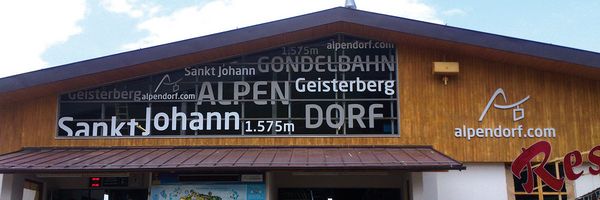 1.575m alpendorf.com
Sankt Johann GONDELBAHN
Geisterberg alpendorf.com ALPEN Geisterberg
Sankt Johann 1.575m DORF
alpendorf.com
Res